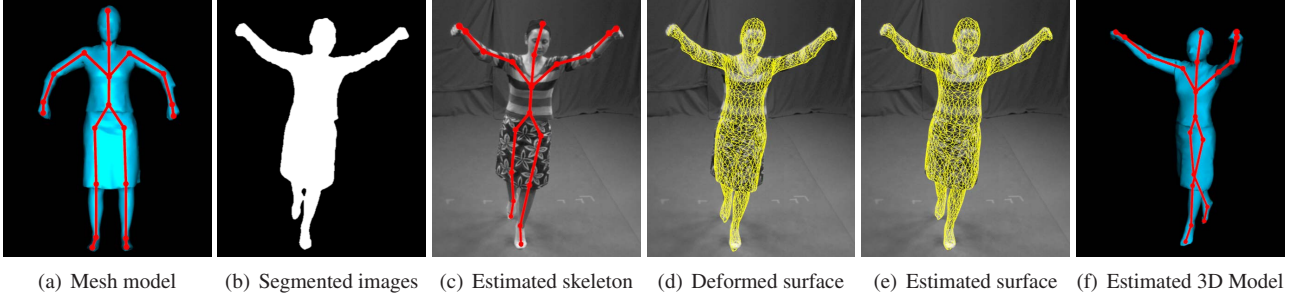 (a) Mesh model
(b) Segmented images
(c) Estimated skeleton
(d) Deformed surface
(e) Estimated surface
(f) Estimated 3D Model